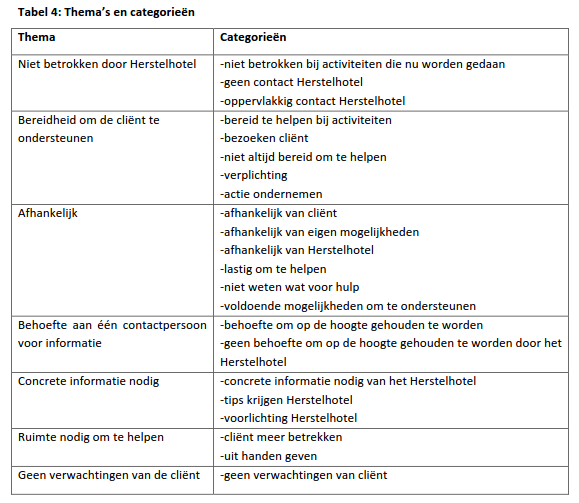 Tabel 4: Thema's en categorieën
Thema
Categorieën
Niet betrokken door Herstelhotel
-niet betrokken bij activiteiten die nu worden gedaan
-geen contact Herstelhotel
-oppervlakkig contact Herstelhotel
Bereidheid om de cliënt te
ondersteunen
-bereid te helpen bij activiteiten
-bezoeken cliënt
-niet altijd bereid om te helpen
-verplichting
-actie ondernemen
Afhankelijk
-afhankelijk van cliënt
-afhankelijk van eigen mogelijkheden
-afhankelijk van Herstelhotel
-lastig om te helpen
-niet weten wat voor hulp
-voldoende mogelijkheden om te ondersteunen
Behoefte aan één contactpersoon
voor informatie
-behoefte om op de hoogte gehouden te worden
-geen behoefte om op de hoogte gehouden te worden door het
Herstelhotel
Concrete informatie nodig
-concrete informatie nodig van het Herstelhotel
-tips krijgen Herstelhotel
-voorlichting Herstelhotel
Ruimte nodig om te helpen
-cliënt meer betrekken
-uit handen geven
Geen verwachtingen van de cliënt
-geen verwachtingen van cliënt